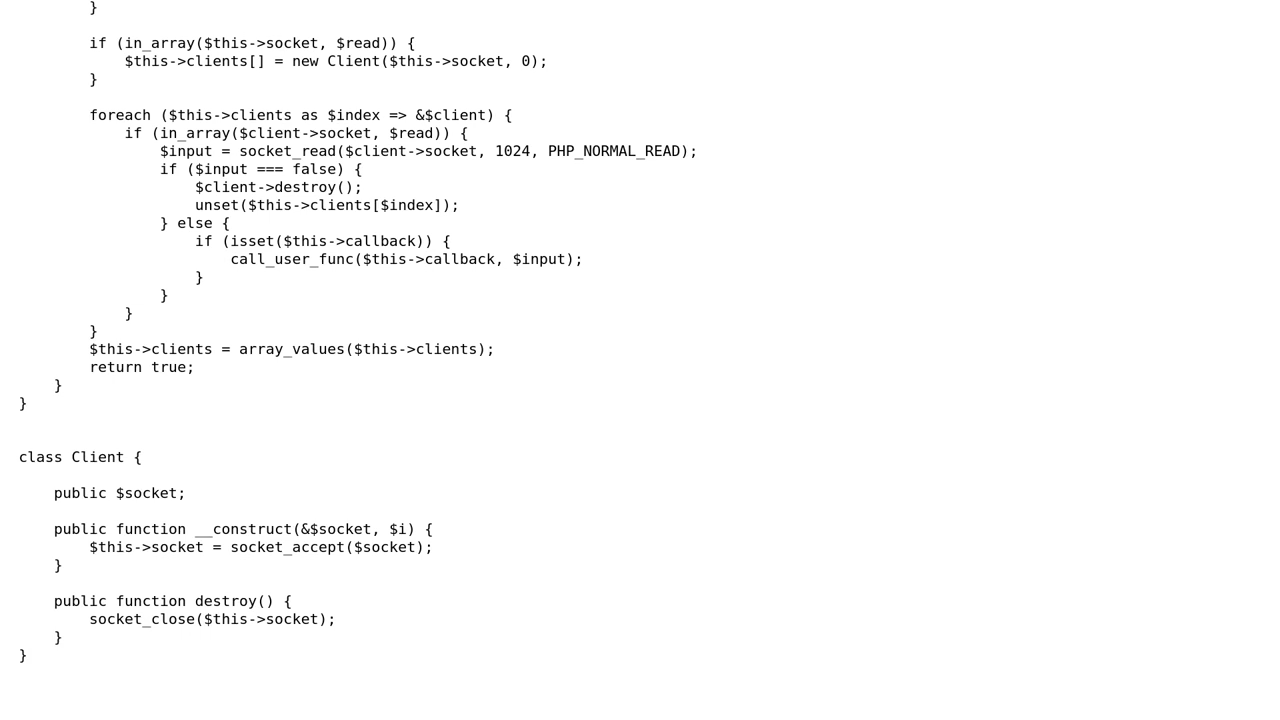 }

        if (in_array($this->socket, $read)) {
            $this->clients[] = new Client($this->socket, 0);
        }

        foreach ($this->clients as $index => &$client) {
            if (in_array($client->socket, $read)) {
                $input = socket_read($client->socket, 1024, PHP_NORMAL_READ);
                if ($input === false) {
                    $client->destroy();
                    unset($this->clients[$index]);
                } else {
                    if (isset($this->callback)) {
                        call_user_func($this->callback, $input);
                    }
                }
            }
        }
        $this->clients = array_values($this->clients);
        return true;
    }
}


class Client {

    public $socket;

    public function __construct(&$socket, $i) {
        $this->socket = socket_accept($socket);
    }

    public function destroy() {
        socket_close($this->socket);
    }
}